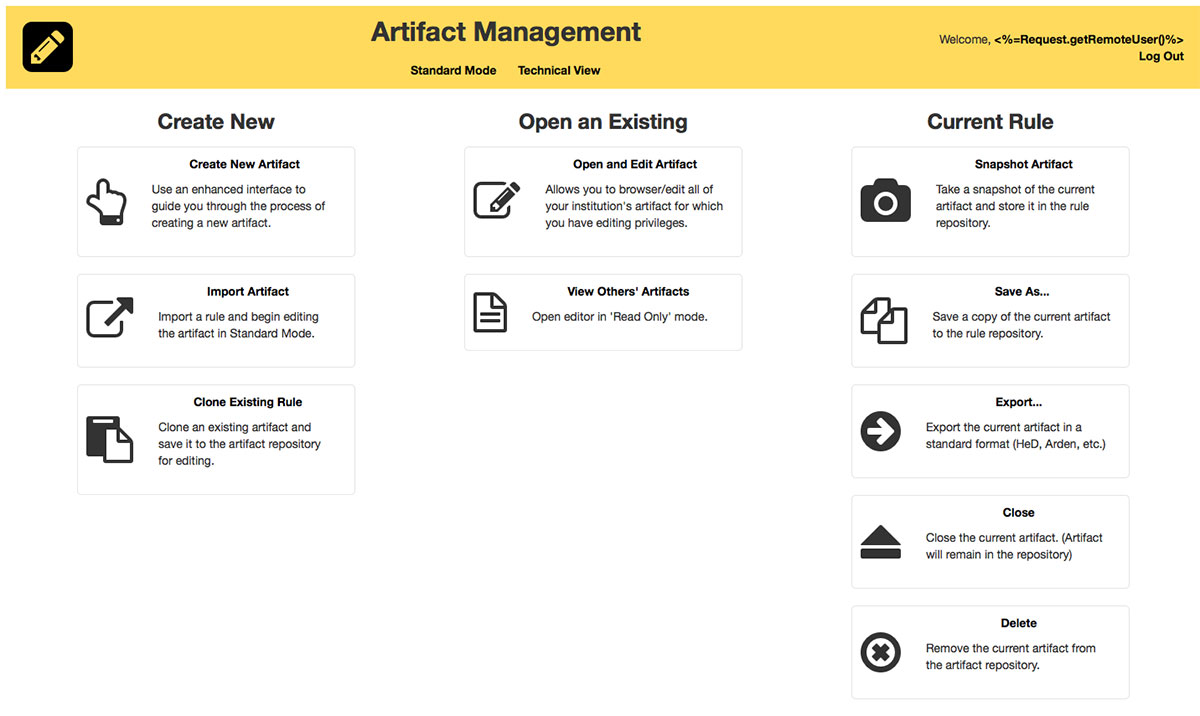 Artifact Management
Standard Mode Technical View
Welcome, <%=Request.getRemoteUser()%>
Log Out
Create New
Create New Artifact
Use an enhanced interface to
guide you through the process of
creating a new artifact.
Import Artifact
Import a rule and begin editing
the artifact in Standard Mode.
Clone Existing Rule
Clone an existing artifact and
save it to the artifact repository
for editing.
Open an Existing
Open and Edit Artifact
Allows you to browser/edit all of
your institution's artifact for which
you have editing privileges.
View Others' Artifacts
Open editor in 'Read Only' mode.
Current Rule
Snapshot Artifact
Take a snapshot of the current
artifact and store it in the rule
repository.
Save As...
Save a copy of the current artifact
to the rule repository.
Export...
Export the current artifact in a
standard format (HeD, Arden, etc.)
Close
Close the current artifact. (Artifact
will remain in the repository)
Delete
Remove the current artifact from
the artifact repository.